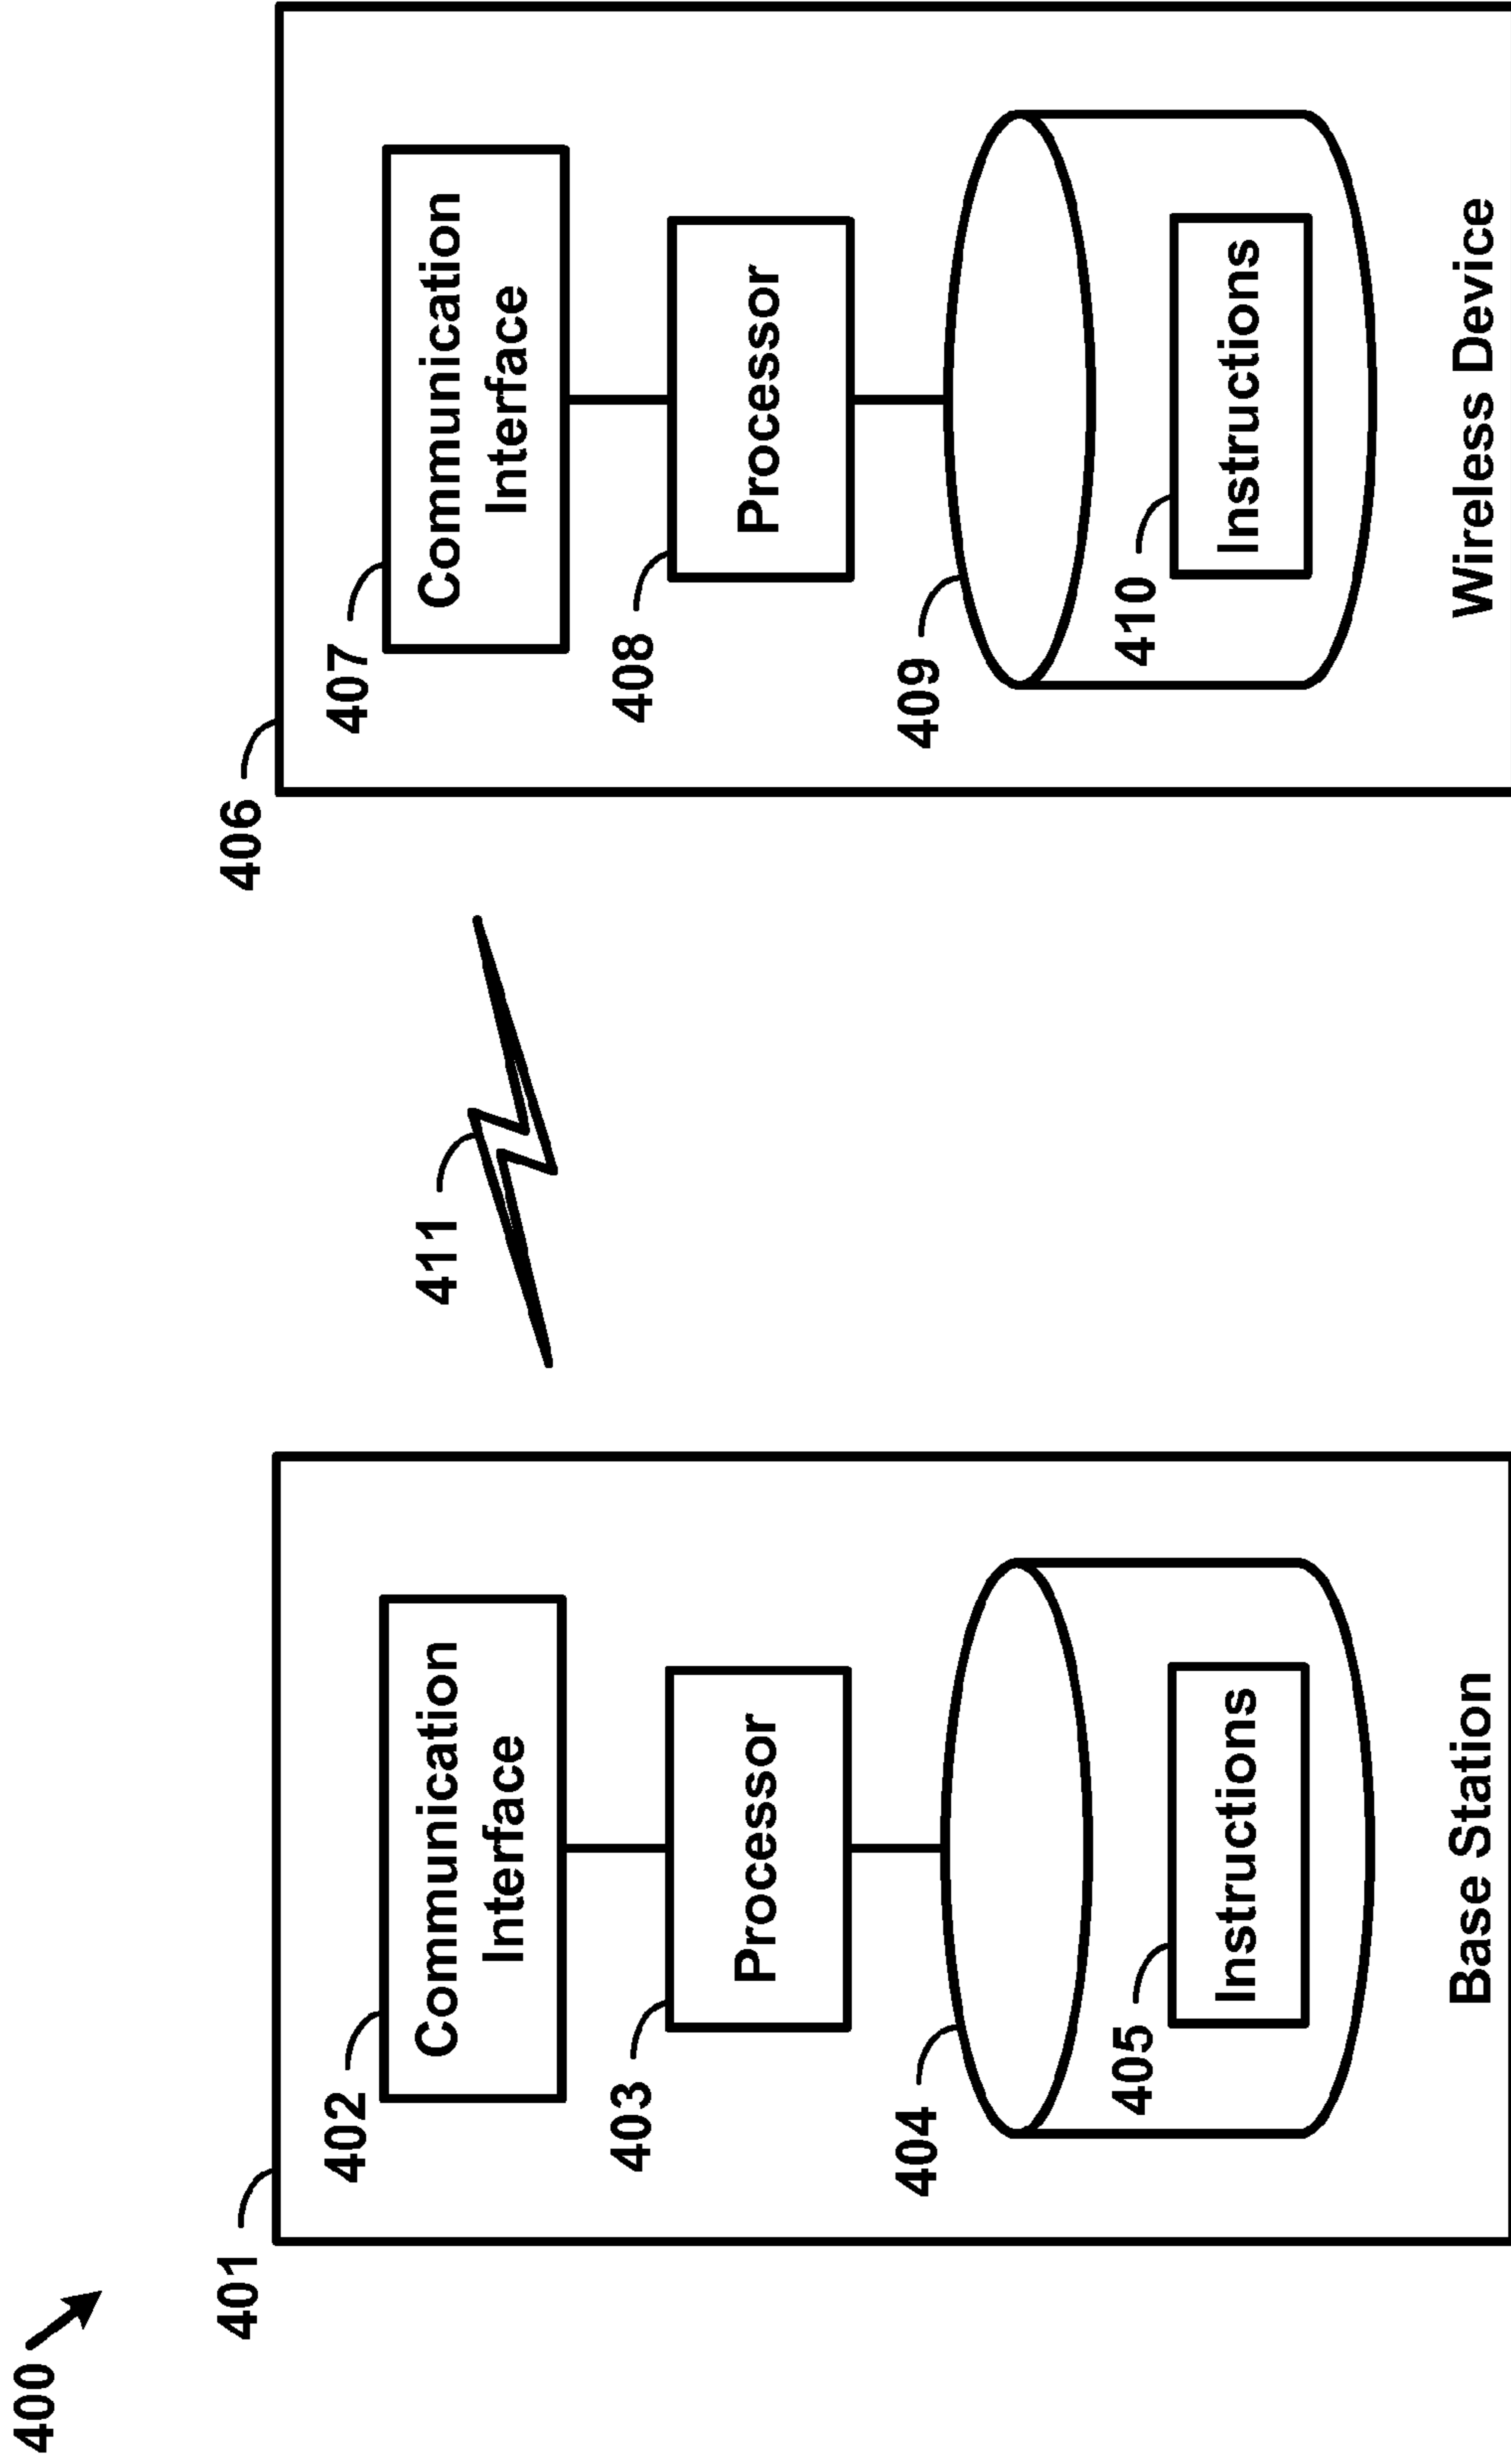 400
401
402
Communication
Interface
403
Processor
404
405
Instructions
Base Station
411
406
407
Communication
Interface
408
Processor
409
410
Instructions
Wireless Device